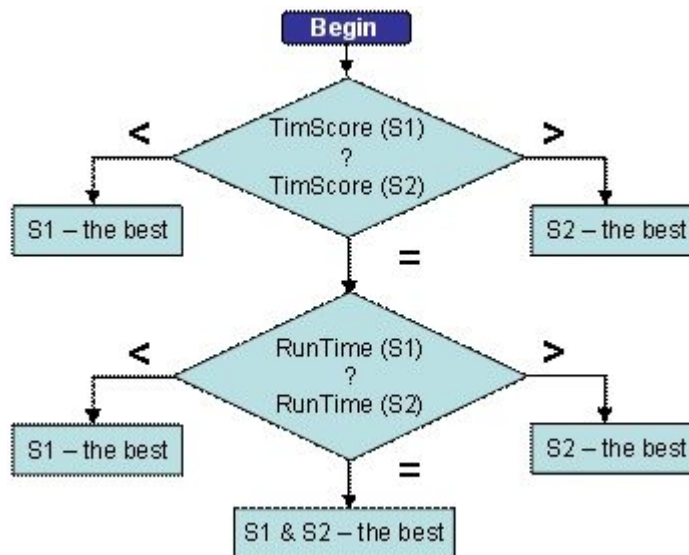 Begin
<
TimScore (S1)
?
TimScore (S2)
>
S1 – the best
S2 – the best
=
<
RunTime (S1)
?
RunTime (S2)
>
S1 – the best
S2 – the best
=
S1 & S2 – the best